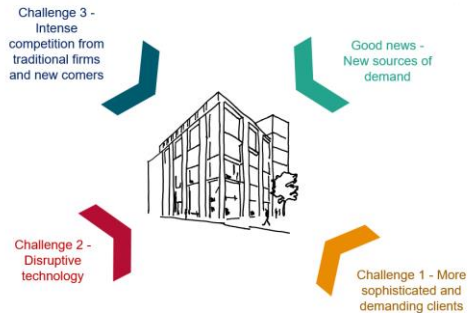 Challenge 3 -
Intense
competition from
traditional firms
and new comers
Good news -
New sources of
demand
Challenge 2 -
Disruptive
technology
Challenge 1 - More
sophisticated and
demanding clients